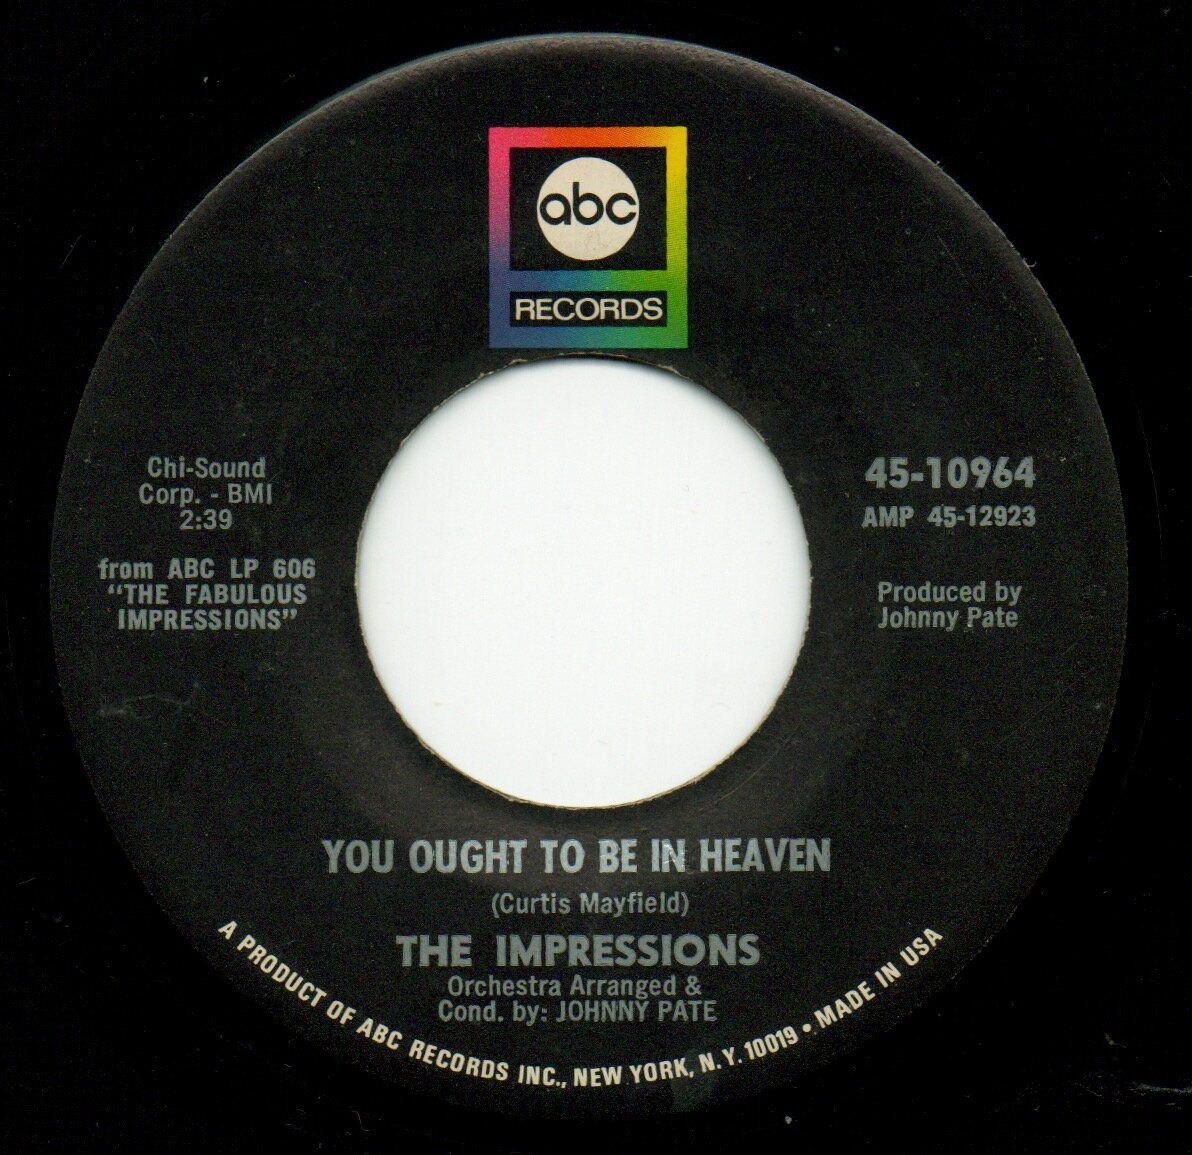 abc
RECORDS
Chi-Sound
Corp. - BMI
2:39
from ABC LP 606
"THE FABULOUS
IMPRESSIONS"
45-10964
AMP 45-12923
Produced by
Johnny Pate
YOU OUGHT TO BE IN HEAVEN
(Curtis Mayfield)
THE IMPRESSIONS
Orchestra Arranged &
Cond. by: JOHNNY PATE
A PRODUCT OF ABC RECORDS INC., NEW YORK, N.Y. 10019 • MADE IN USA